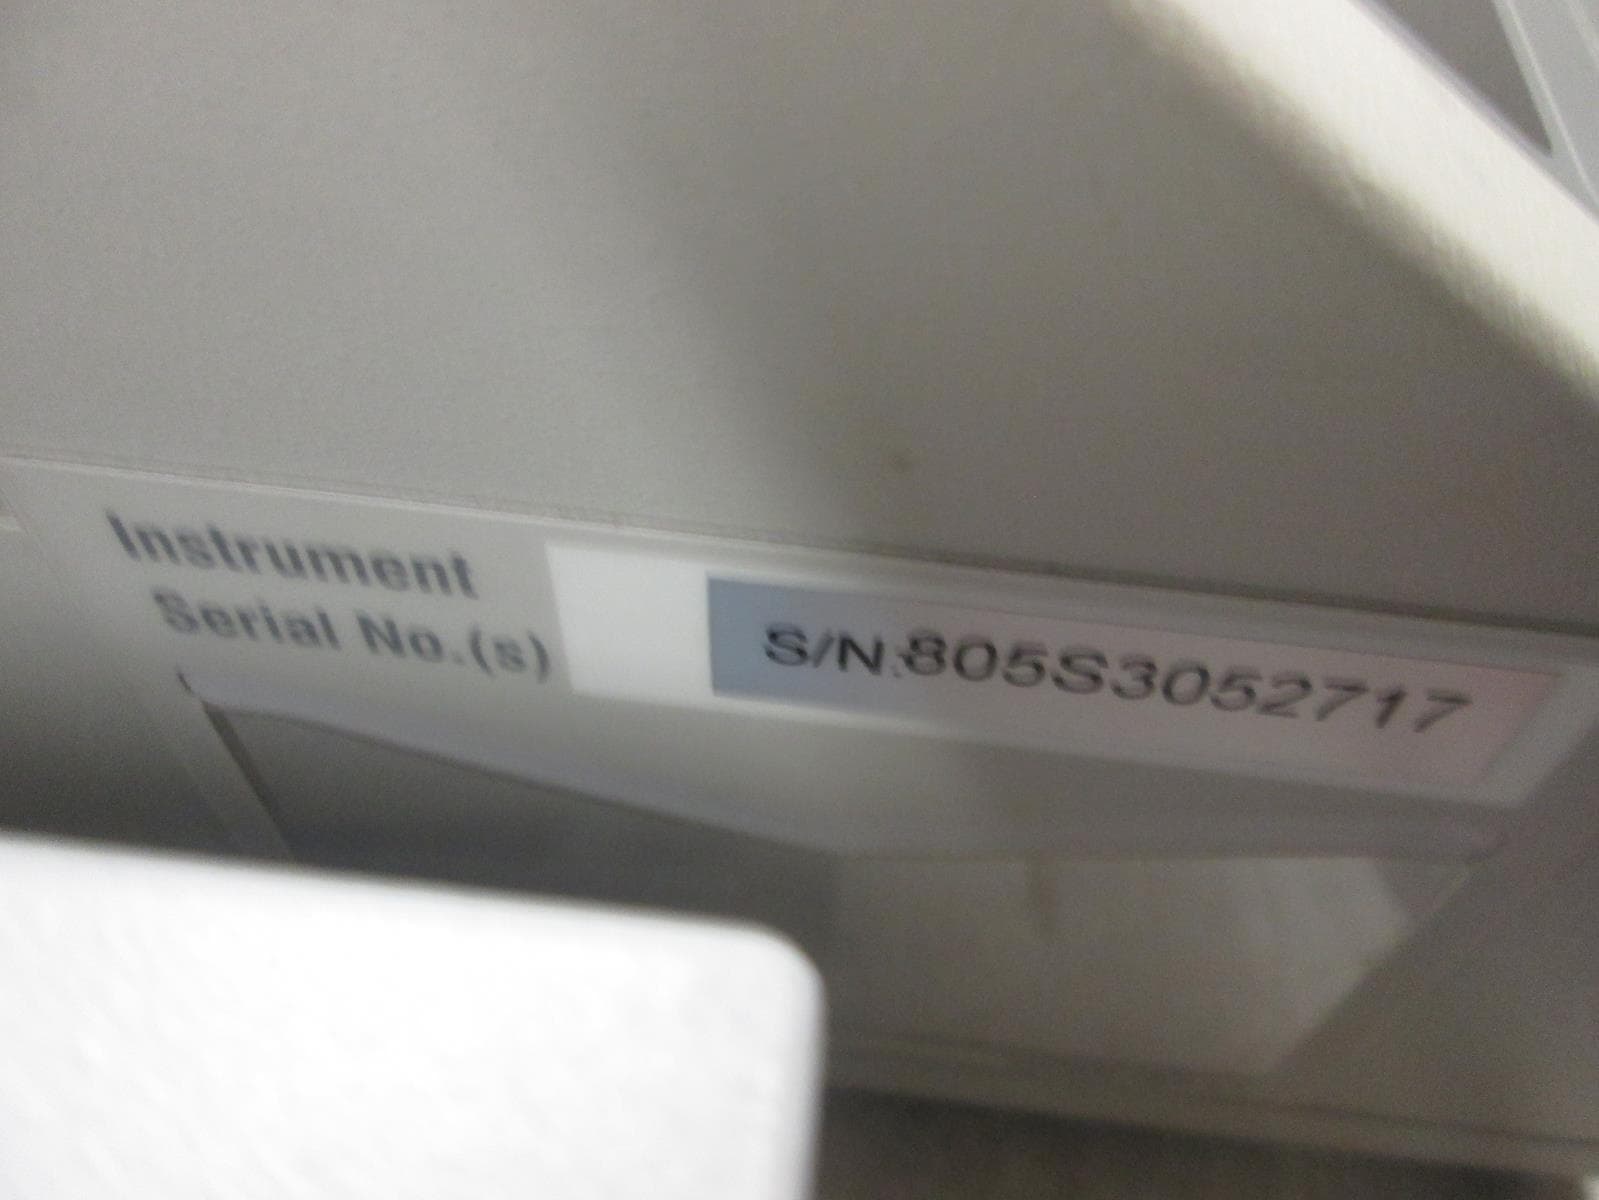 Instrument
Serial No.(s)
S/N:805S3052717